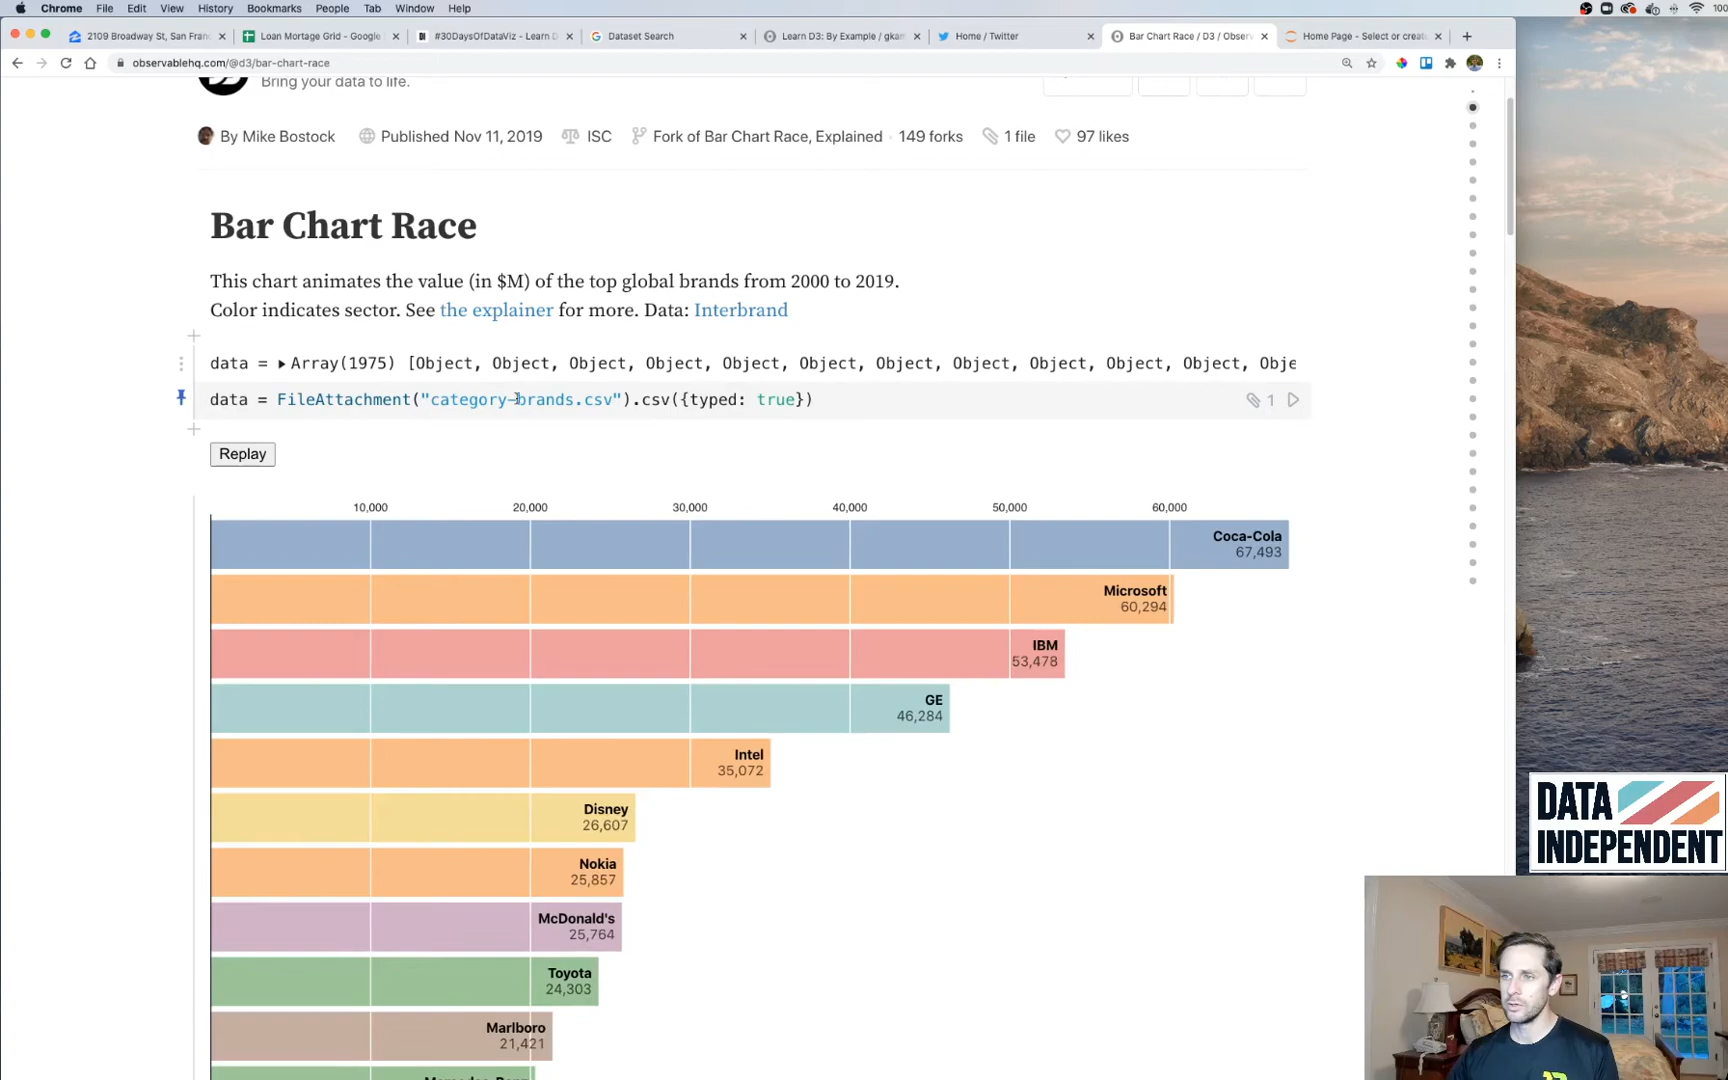 Chrome File Edit View History Bookmarks People Tab Window Help 100
2109 Broadway St, San Franc Loan Mortage Grid - Google #30DaysOfDataViz - Learn D Dataset Search Learn D3: By Example / gkam Home / Twitter Bar Chart Race / D3 / Observ Home Page - Select or creat
observablehq.com/@d3/bar-chart-race
Bring your data to life.
By Mike Bostock Published Nov 11, 2019 ISC Fork of Bar Chart Race, Explained · 149 forks 1 file 97 likes
Bar Chart Race
This chart animates the value (in $M) of the top global brands from 2000 to 2019.
Color indicates sector. See the explainer for more. Data: Interbrand
data = ▸Array(1975) [Object, Object, Object, Object, Object, Object, Object, Object, Object, Object, Object, Obje
data = FileAttachment("category-brands.csv").csv({typed: true}) 1
Replay
10,000 20,000 30,000 40,000 50,000 60,000
Coca-Cola
67,493
Microsoft
60,294
IBM
53,478
GE
46,284
Intel
35,072
Disney
26,607
Nokia
25,857
McDonald's
25,764
Toyota
24,303
Marlboro
21,421
DATA
INDEPENDENT